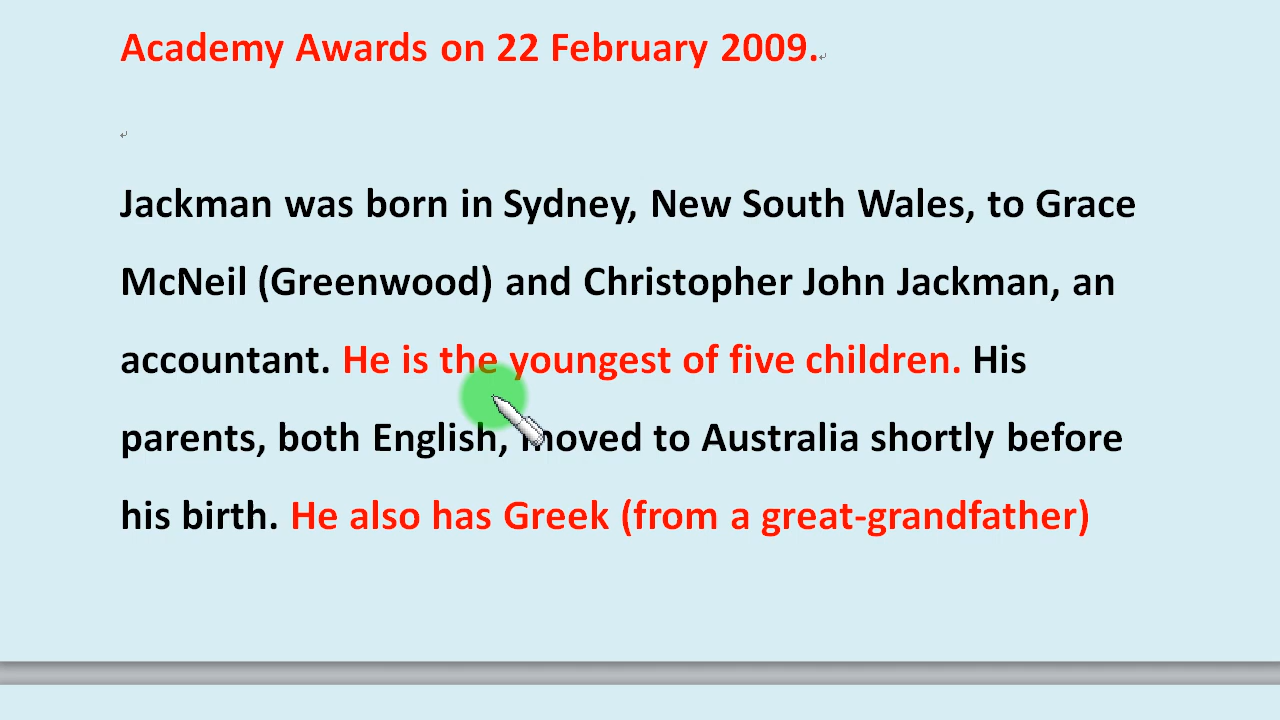 Academy Awards on 22 February 2009.
Jackman was born in Sydney, New South Wales, to Grace
McNeil (Greenwood) and Christopher John Jackman, an
accountant. He is the youngest of five children. His
parents, both English, moved to Australia shortly before
his birth. He also has Greek (from a great-grandfather)